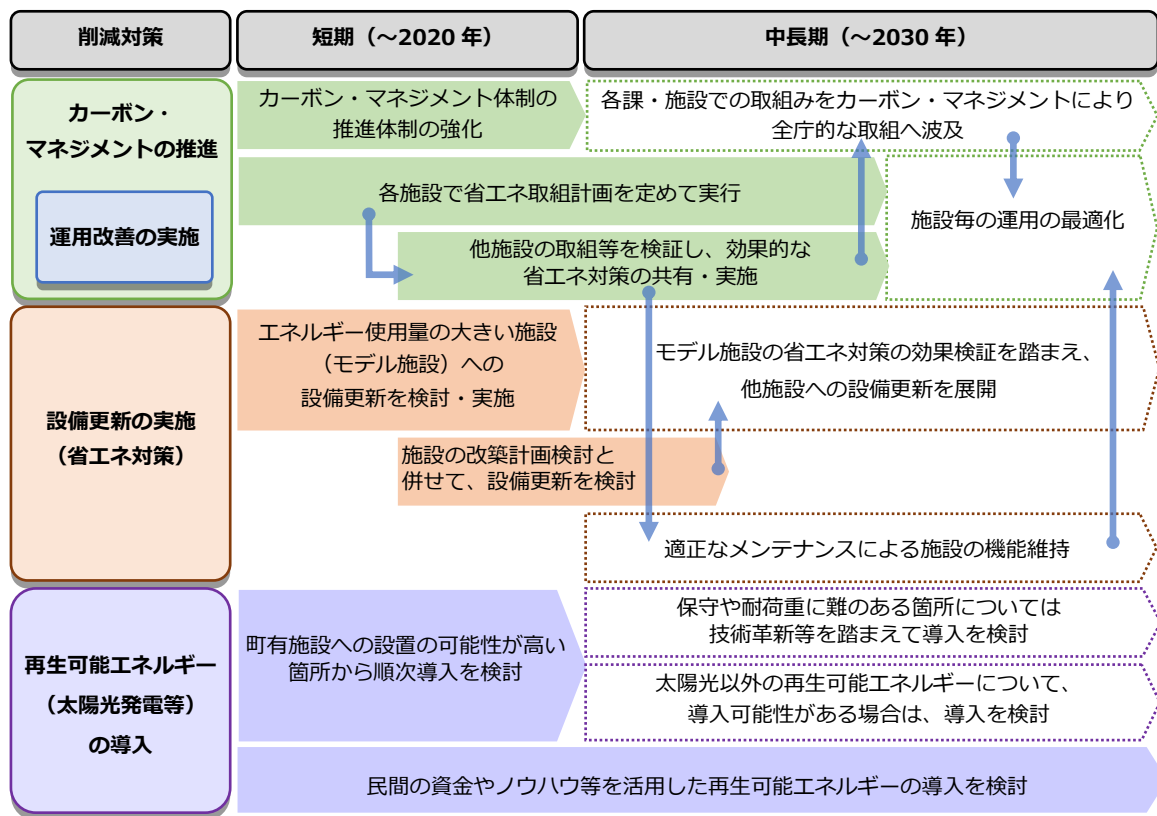 削減対策
短期（～2020 年）
中長期（～2030 年）
カーボン・
マネジメントの推進
運用改善の実施
カーボン・マネジメント体制の
推進体制の強化
各課・施設での取組みをカーボン・マネジメントにより
全庁的な取組へ波及
各施設で省エネ取組計画を定めて実行
施設毎の運用の最適化
他施設の取組等を検証し、効果的な
省エネ対策の共有・実施
設備更新の実施
（省エネ対策）
エネルギー使用量の大きい施設
（モデル施設）への
設備更新を検討・実施
モデル施設の省エネ対策の効果検証を踏まえ、
他施設への設備更新を展開
施設の改築計画検討と
併せて、設備更新を検討
適正なメンテナンスによる施設の機能維持
再生可能エネルギー
（太陽光発電等）
の導入
町有施設への設置の可能性が高い
箇所から順次導入を検討
保守や耐荷重に難のある箇所については
技術革新等を踏まえて導入を検討
太陽光以外の再生可能エネルギーについて、
導入可能性がある場合は、導入を検討
民間の資金やノウハウ等を活用した再生可能エネルギーの導入を検討